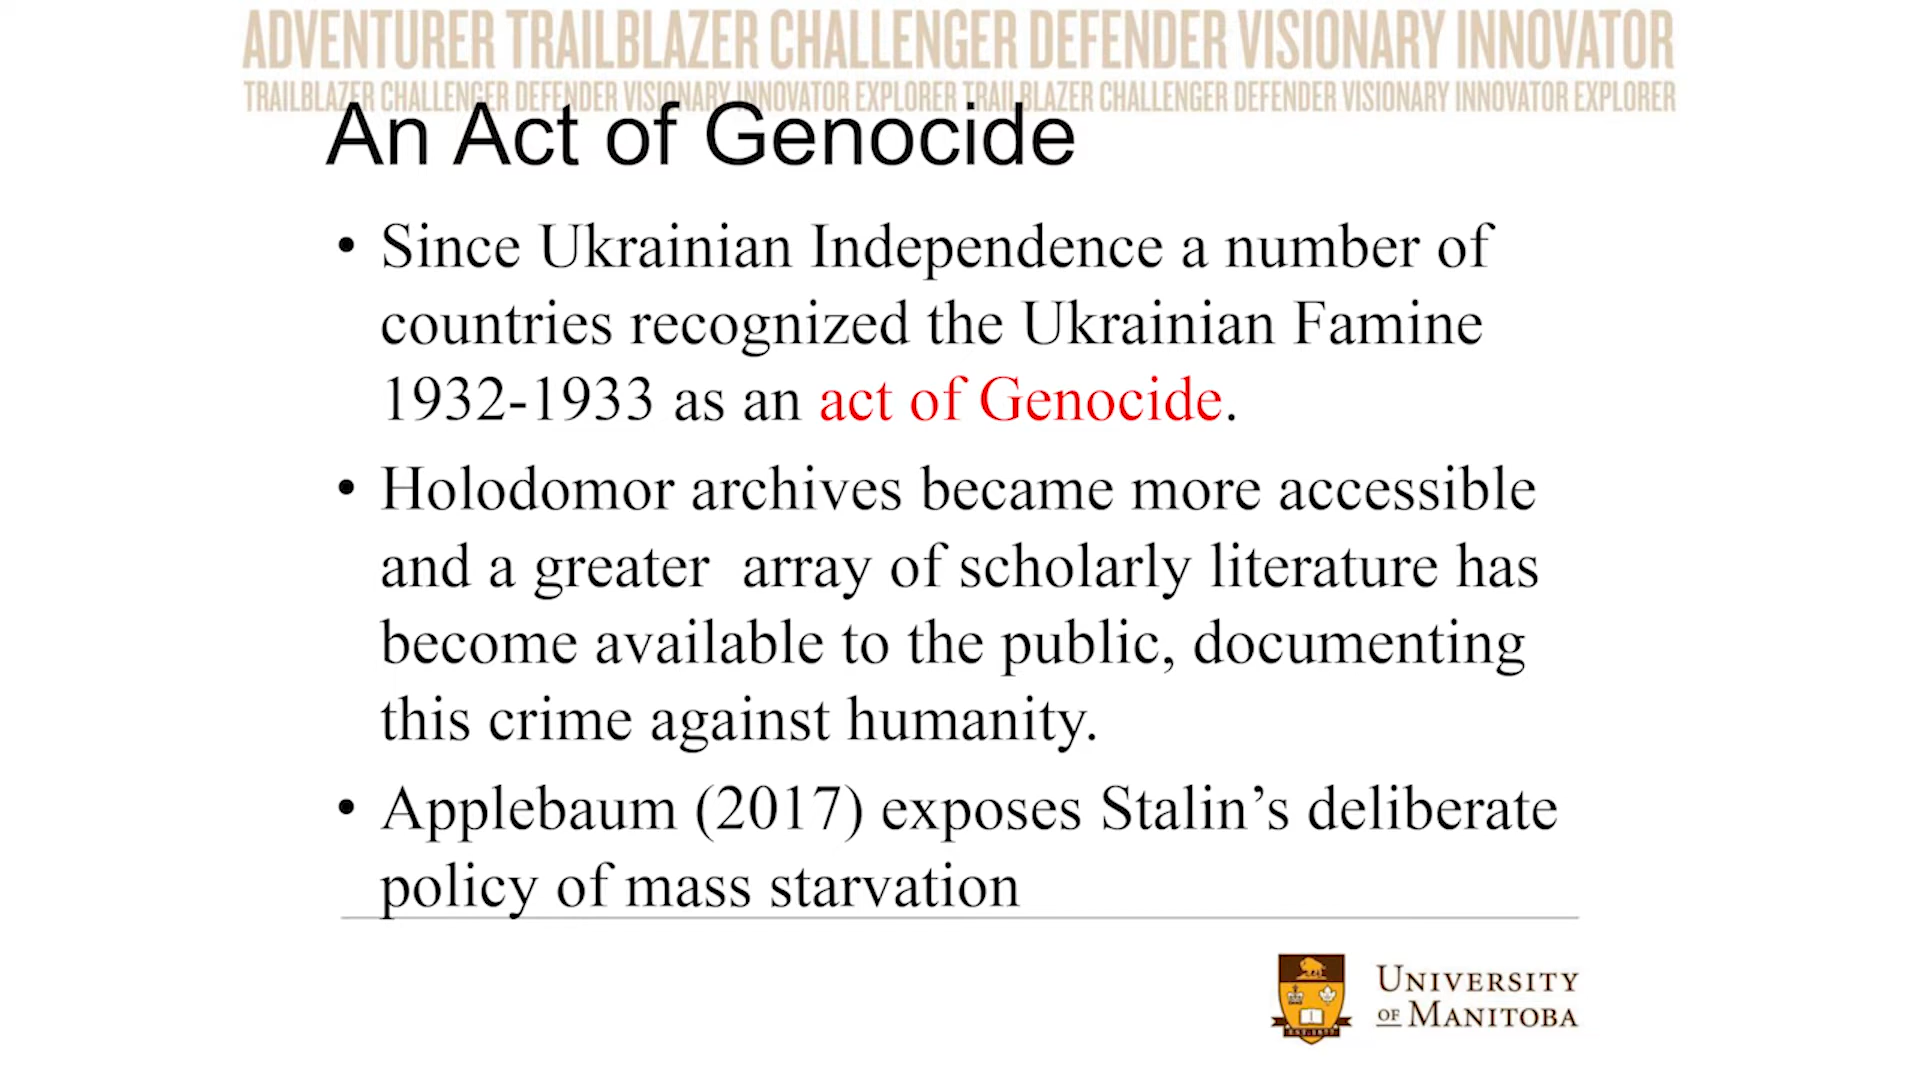 ADVENTURER TRAILBLAZER CHALLENGER DEFENDER VISIONARY INNOVATOR
TRAILBLAZER CHALLENGER DEFENDER VISIONARY INNOVATOR EXPLORER TRAILBLAZER CHALLENGER DEFENDER VISIONARY INNOVATOR EXPLORER
An Act of Genocide
• Since Ukrainian Independence a number of
countries recognized the Ukrainian Famine
1932-1933 as an act of Genocide.
• Holodomor archives became more accessible
and a greater  array of scholarly literature has
become available to the public, documenting
this crime against humanity.
• Applebaum (2017) exposes Stalin’s deliberate
policy of mass starvation
UNIVERSITY
OF MANITOBA